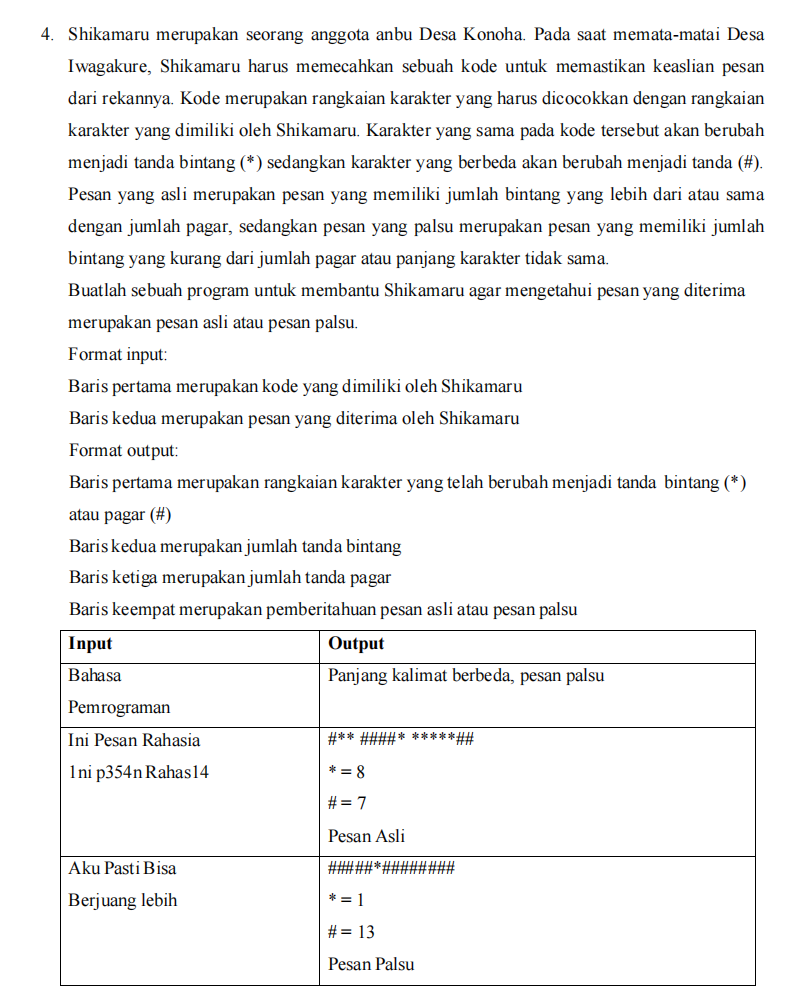 4. Shikamaru merupakan seorang anggota anbu Desa Konoha. Pada saat memata-matai Desa
Iwagakure, Shikamaru harus memecahkan sebuah kode untuk memastikan keaslian pesan
dari rekannya. Kode merupakan rangkaian karakter yang harus dicocokkan dengan rangkaian
karakter yang dimiliki oleh Shikamaru. Karakter yang sama pada kode tersebut akan berubah
menjadi tanda bintang (*) sedangkan karakter yang berbeda akan berubah menjadi tanda (#).
Pesan yang asli merupakan pesan yang memiliki jumlah bintang yang lebih dari atau sama
dengan jumlah pagar, sedangkan pesan yang palsu merupakan pesan yang memiliki jumlah
bintang yang kurang dari jumlah pagar atau panjang karakter tidak sama.
Buatlah sebuah program untuk membantu Shikamaru agar mengetahui pesan yang diterima
merupakan pesan asli atau pesan palsu.
Format input:
Baris pertama merupakan kode yang dimiliki oleh Shikamaru
Baris kedua merupakan pesan yang diterima oleh Shikamaru
Format output:
Baris pertama merupakan rangkaian karakter yang telah berubah menjadi tanda bintang (*)
atau pagar (#)
Baris kedua merupakan jumlah tanda bintang
Baris ketiga merupakan jumlah tanda pagar
Baris keempat merupakan pemberitahuan pesan asli atau pesan palsu
Input
Output
Bahasa
Pemrograman
Panjang kalimat berbeda, pesan palsu
Ini Pesan Rahasia
1ni p354n Rahas14
#** ####* *****##
* = 8
# = 7
Pesan Asli
Aku Pasti Bisa
Berjuang lebih
#####*########
* = 1
# = 13
Pesan Palsu